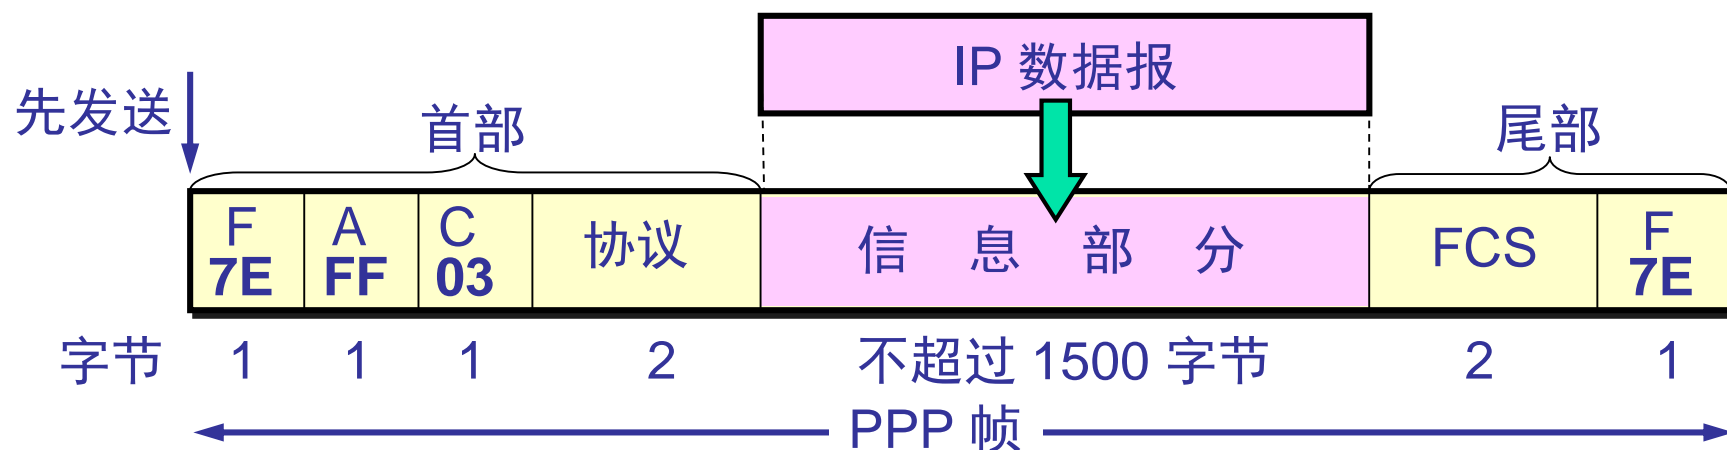 IP 数据报
先发送
首部
尾部
F A C 协议 信息部分 FCS F
7E FF 03 7E
字节 1 1 1 2 不超过 1500 字节 2 1
PPP 帧